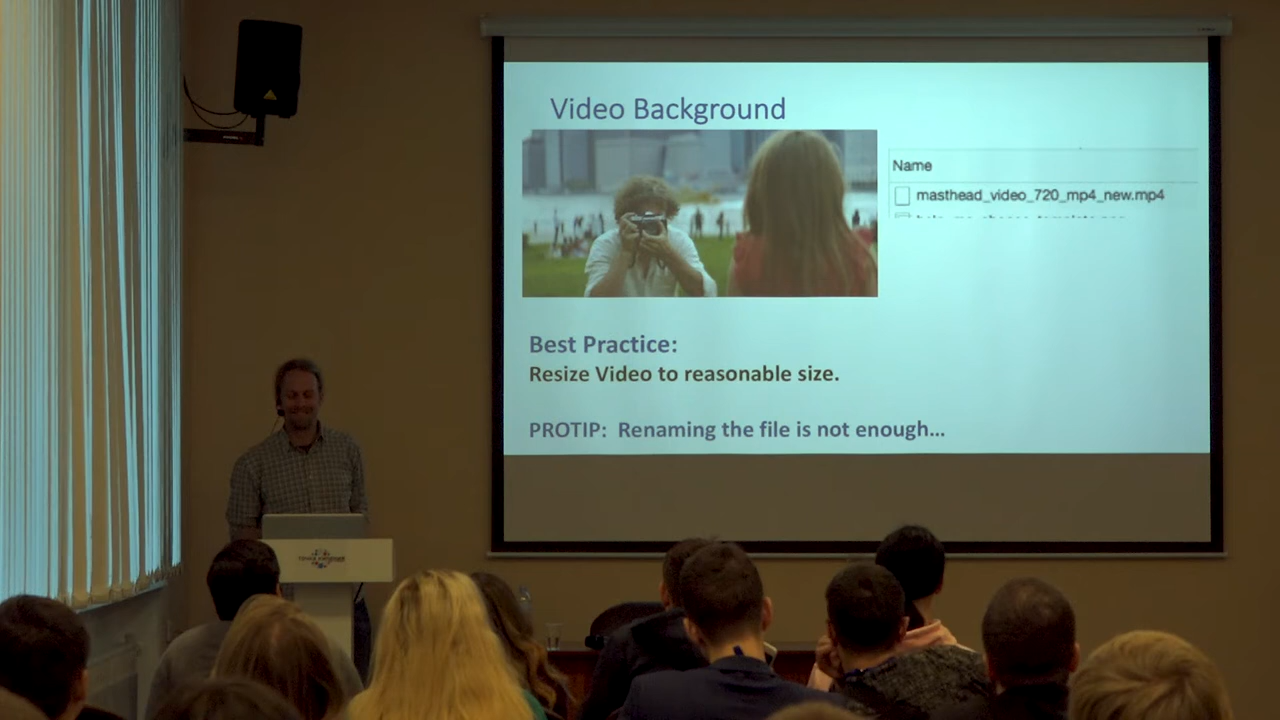 Video Background
Name
masthead_video_720_mp4_new.mp4
Best Practice:
Resize Video to reasonable size.
PROTIP: Renaming the file is not enough...